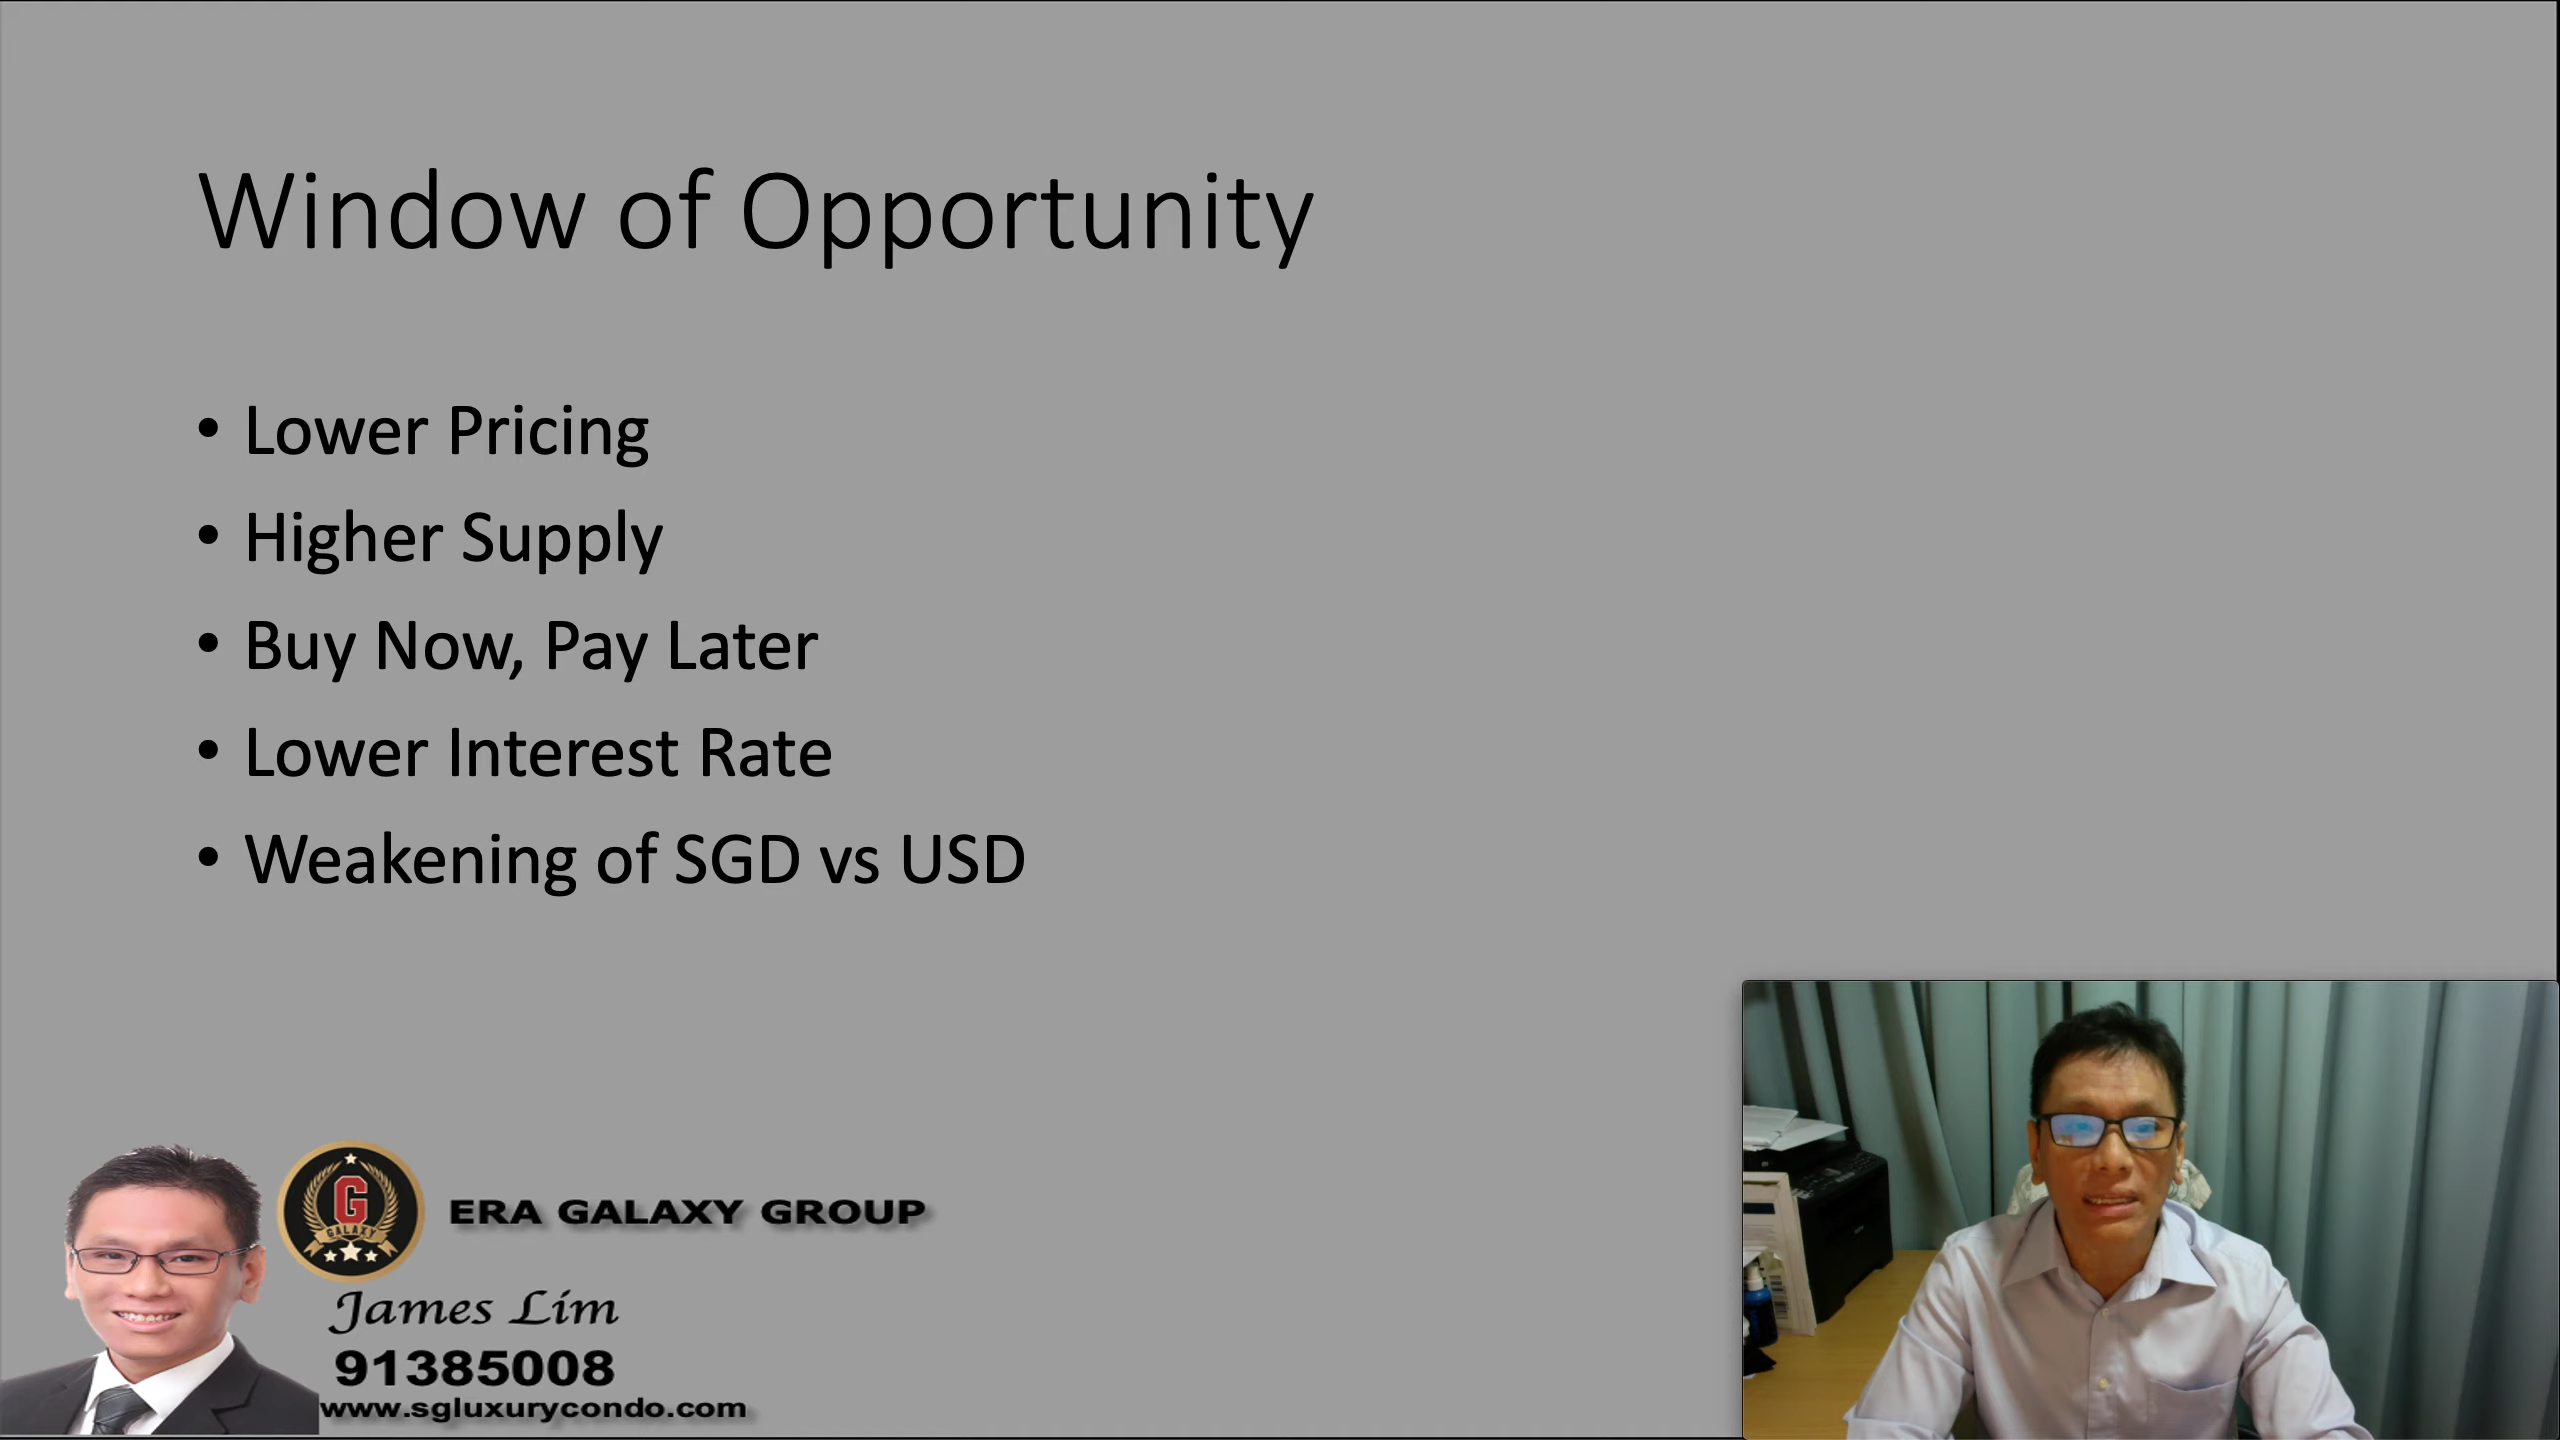 Window of Opportunity
• Lower Pricing
• Higher Supply
• Buy Now, Pay Later
• Lower Interest Rate
• Weakening of SGD vs USD
G
GALAXY
ERA GALAXY GROUP
James Lim
91385008
www.sgluxurycondo.com